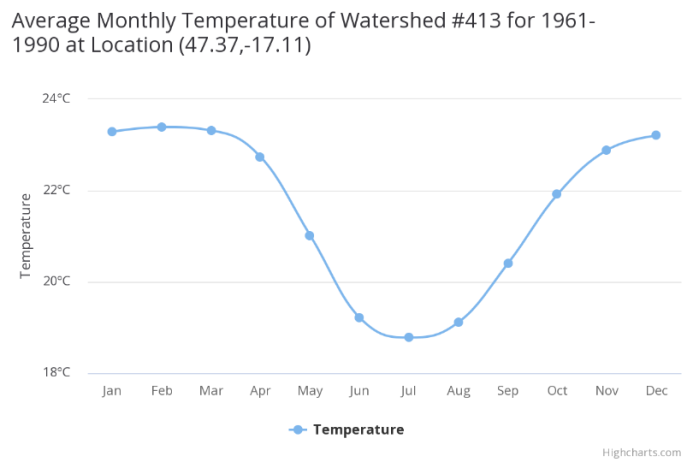 Average Monthly Temperature of Watershed #413 for 1961-
1990 at Location (47.37,-17.11)
24°C
22°C
20°C
18°C
Temperature
Jan Feb Mar Apr May Jun Jul Aug Sep Oct Nov Dec
Temperature
Highcharts.com